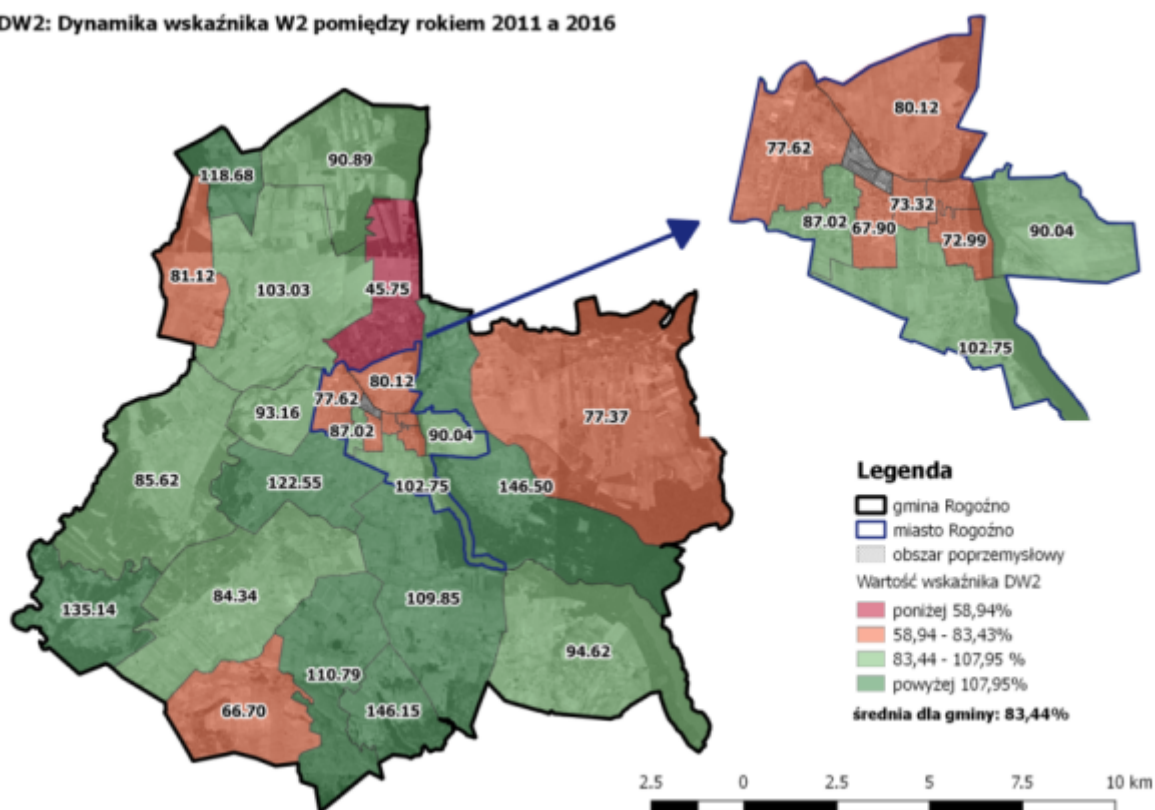 DW2: Dynamika wskaźnika W2 pomiędzy rokiem 2011 a 2016
80.12
77.62
73.32
87.02
67.90
72.99
90.04
102.75
90.89
118.68
81.12
103.03
45.75
80.12
77.62
93.16
87.02
90.04
77.37
85.62
122.55
102.75
146.50
135.14
84.34
109.85
94.62
110.79
66.70
146.15
Legenda
gmina Rogoźno
miasto Rogoźno
obszar poprzemysłowy
Wartość wskaźnika DW2
poniżej 58,94%
58,94 - 83,43%
83,44 - 107,95 %
powyżej 107,95%
średnia dla gminy: 83,44%
2.5 0 2.5 5 7.5 10 km